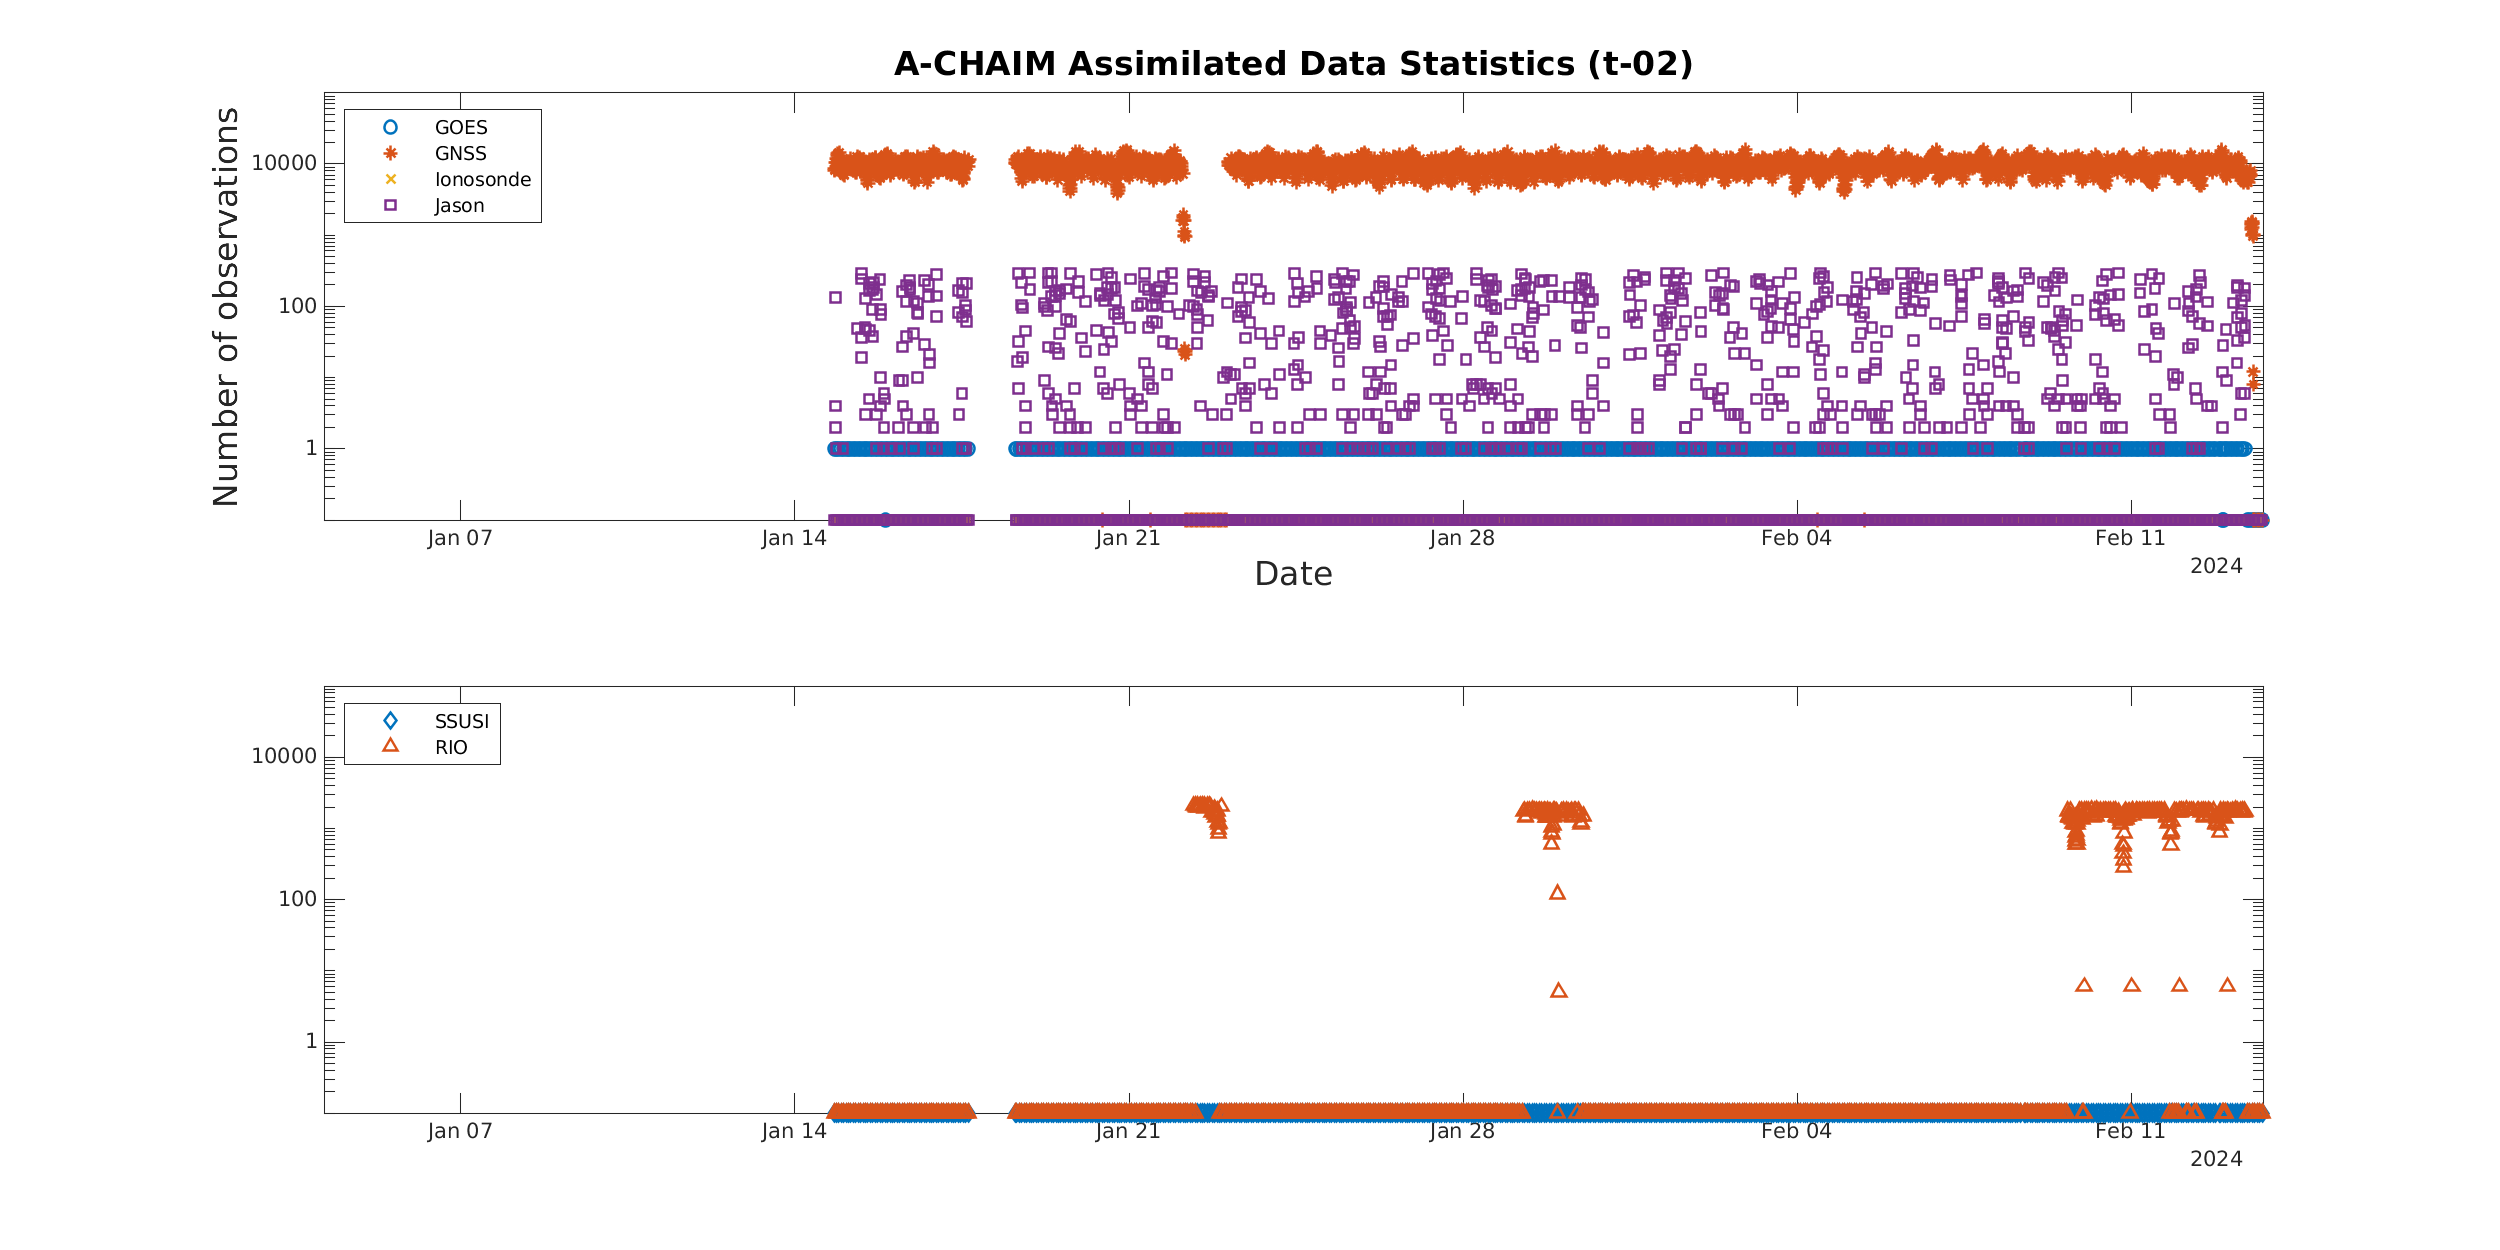 A-CHAIM Assimilated Data Statistics (t-02)
Number of observations
GOES
GNSS
Ionosonde
Jason
10000
100
1
Jan 07
Jan 14
Jan 21
Jan 28
Feb 04
Feb 11
2024
Date
SSUSI
RIO
10000
100
1
Jan 07
Jan 14
Jan 21
Jan 28
Feb 04
Feb 11
2024